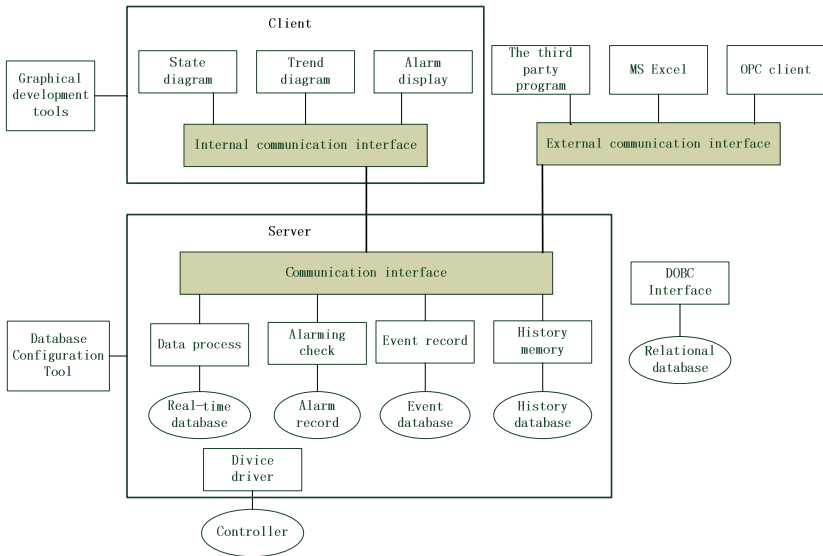 Client
State
diagram
Trend
diagram
Alarm
display
The third
party
program
MS Excel
OPC client
Graphical
development
tools
Internal communication interface
External communication interface
Server
Communication interface
DOBC
Interface
Database
Configuration
Tool
Data process
Alarming
check
Event record
History
memory
Relational
database
Real-time
database
Alarm
record
Event
database
History
database
Divice
driver
Controller